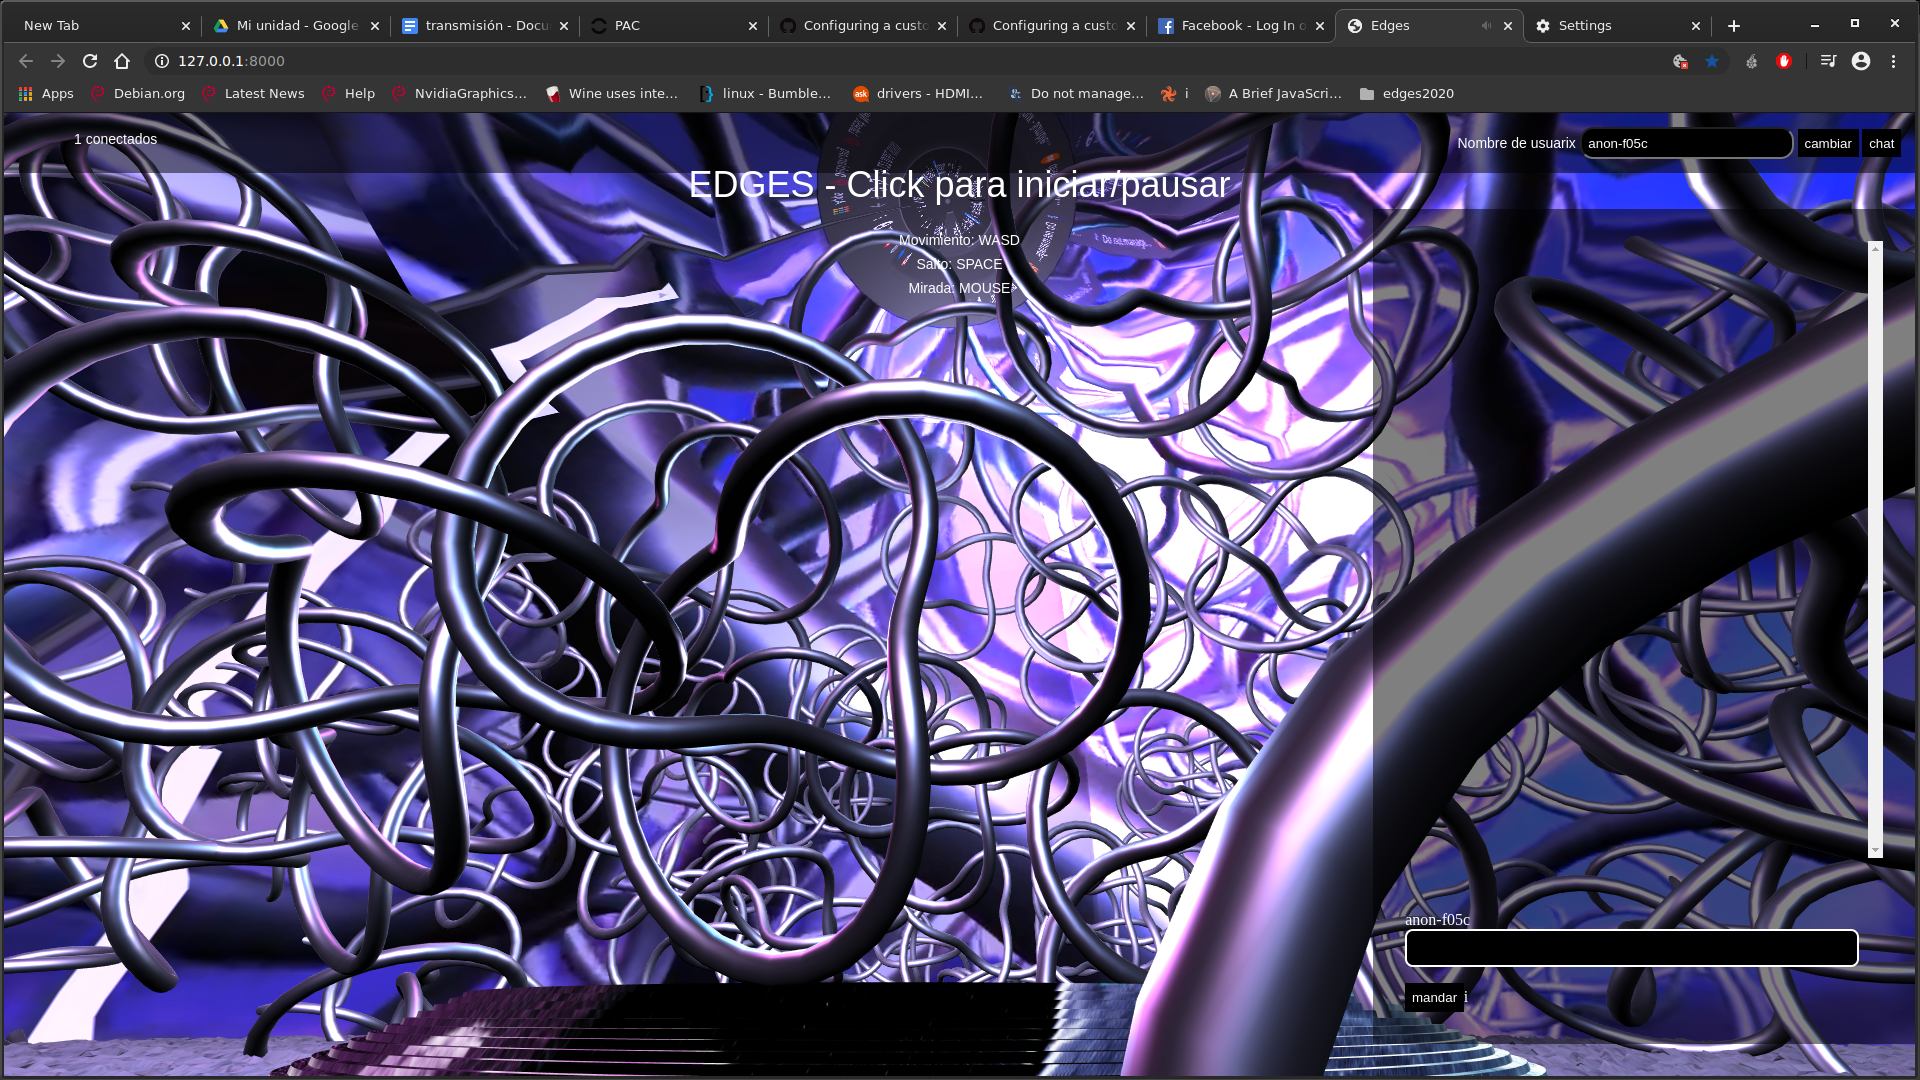 New Tab
Mi unidad - Google
transmisión - Docu
PAC
Configuring a custo
Configuring a custo
Facebook - Log In o
Edges
Settings
127.0.0.1:8000
Apps
Debian.org
Latest News
Help
NvidiaGraphics...
Wine uses inte...
linux - Bumble...
ask
drivers - HDMI...
Do not manage...
i
A Brief JavaScri...
edges2020
1 conectados
Nombre de usuarix
anon-f05c
cambiar
chat
EDGES - Click para iniciar/pausar
Movimiento: WASD
Salto: SPACE
Mirada: MOUSE
anon-f05c
mandar
i